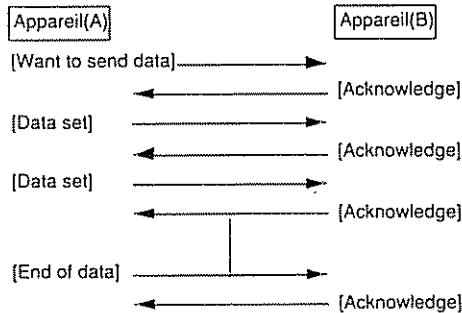 Appareil(A) Appareil(B)
[Want to send data]
[Acknowledge]
[Data set]
[Acknowledge]
[Data set]
[Acknowledge]
[End of data]
[Acknowledge]